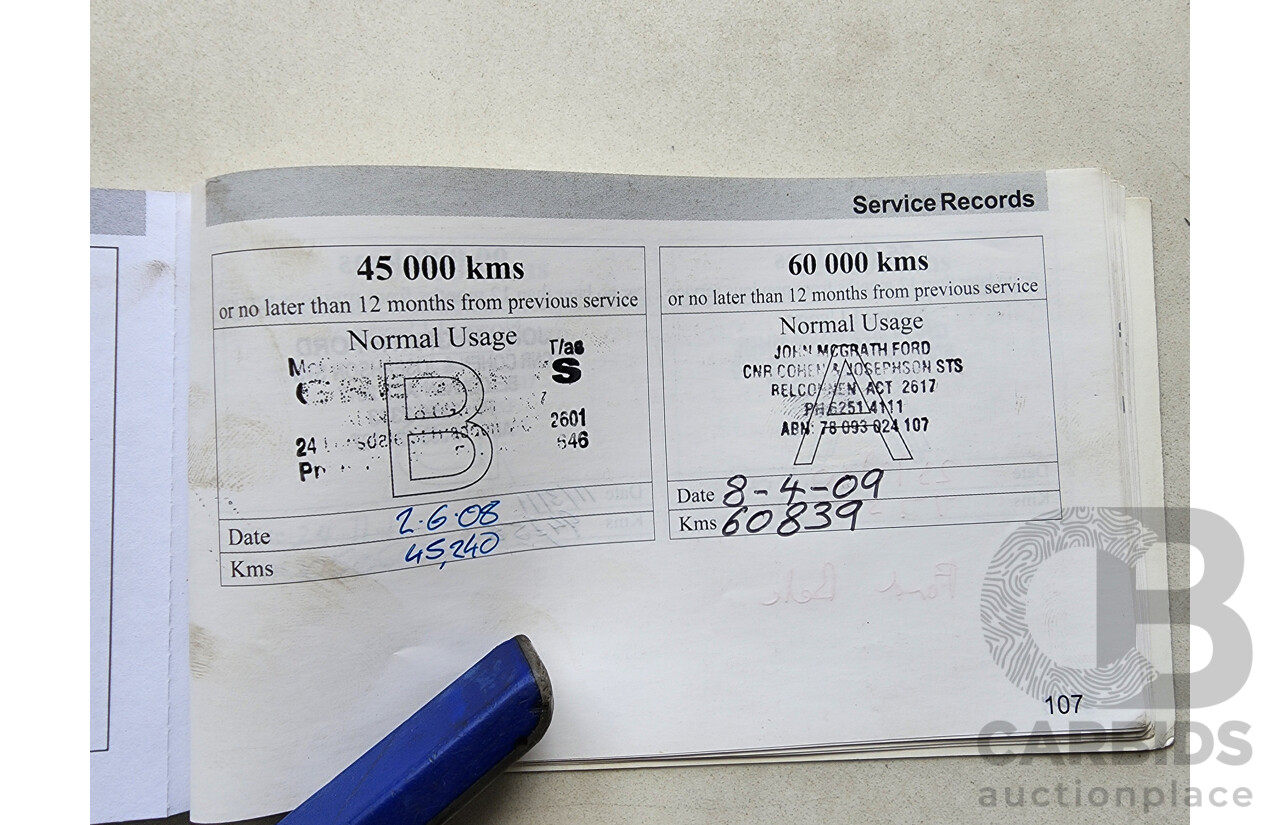 Service Records
45 000 kms
or no later than 12 months from previous service
Normal Usage
T/as
S
B
24
2601
646
Date 2.6.08
Kms 45,240
60 000 kms
or no later than 12 months from previous service
Normal Usage
JOHN MCGRATH FORD
CNR COHEN & JOSEPHSON STS
BELCONNEN ACT 2617
PH 6251 4111
ABN: 78 093 024 107
A
Date 8-4-09
Kms 60839
107
CB
CARBIDS
auctionplace